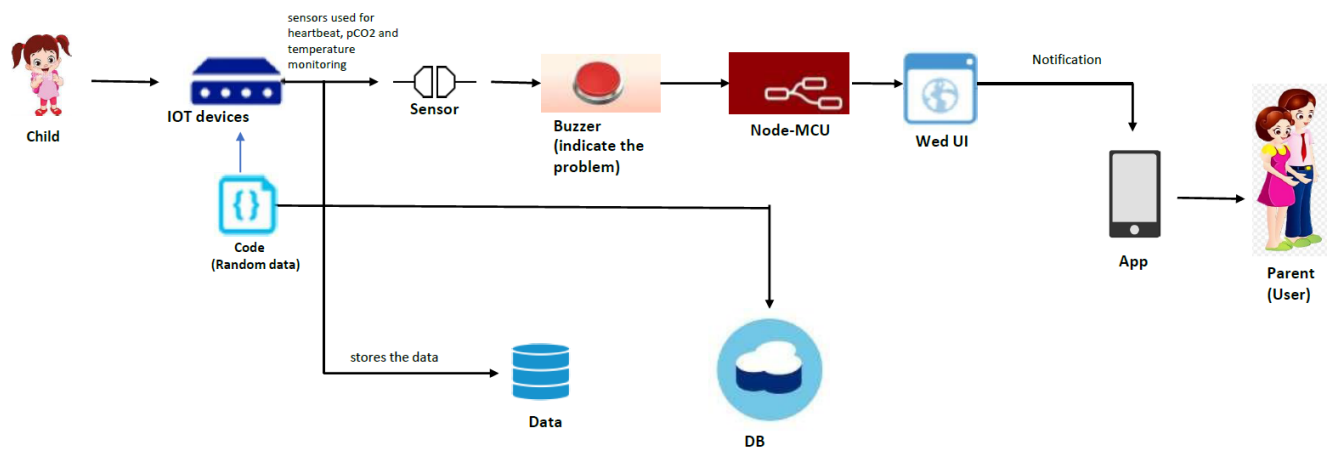 sensors used for
heartbeat, pCO2 and
temperature
monitoring
Child
IOT devices
Sensor
Buzzer
(indicate the
problem)
Node-MCU
Wed UI
Notification
App
Parent
(User)
{}
Code
(Random data)
stores the data
Data
DB